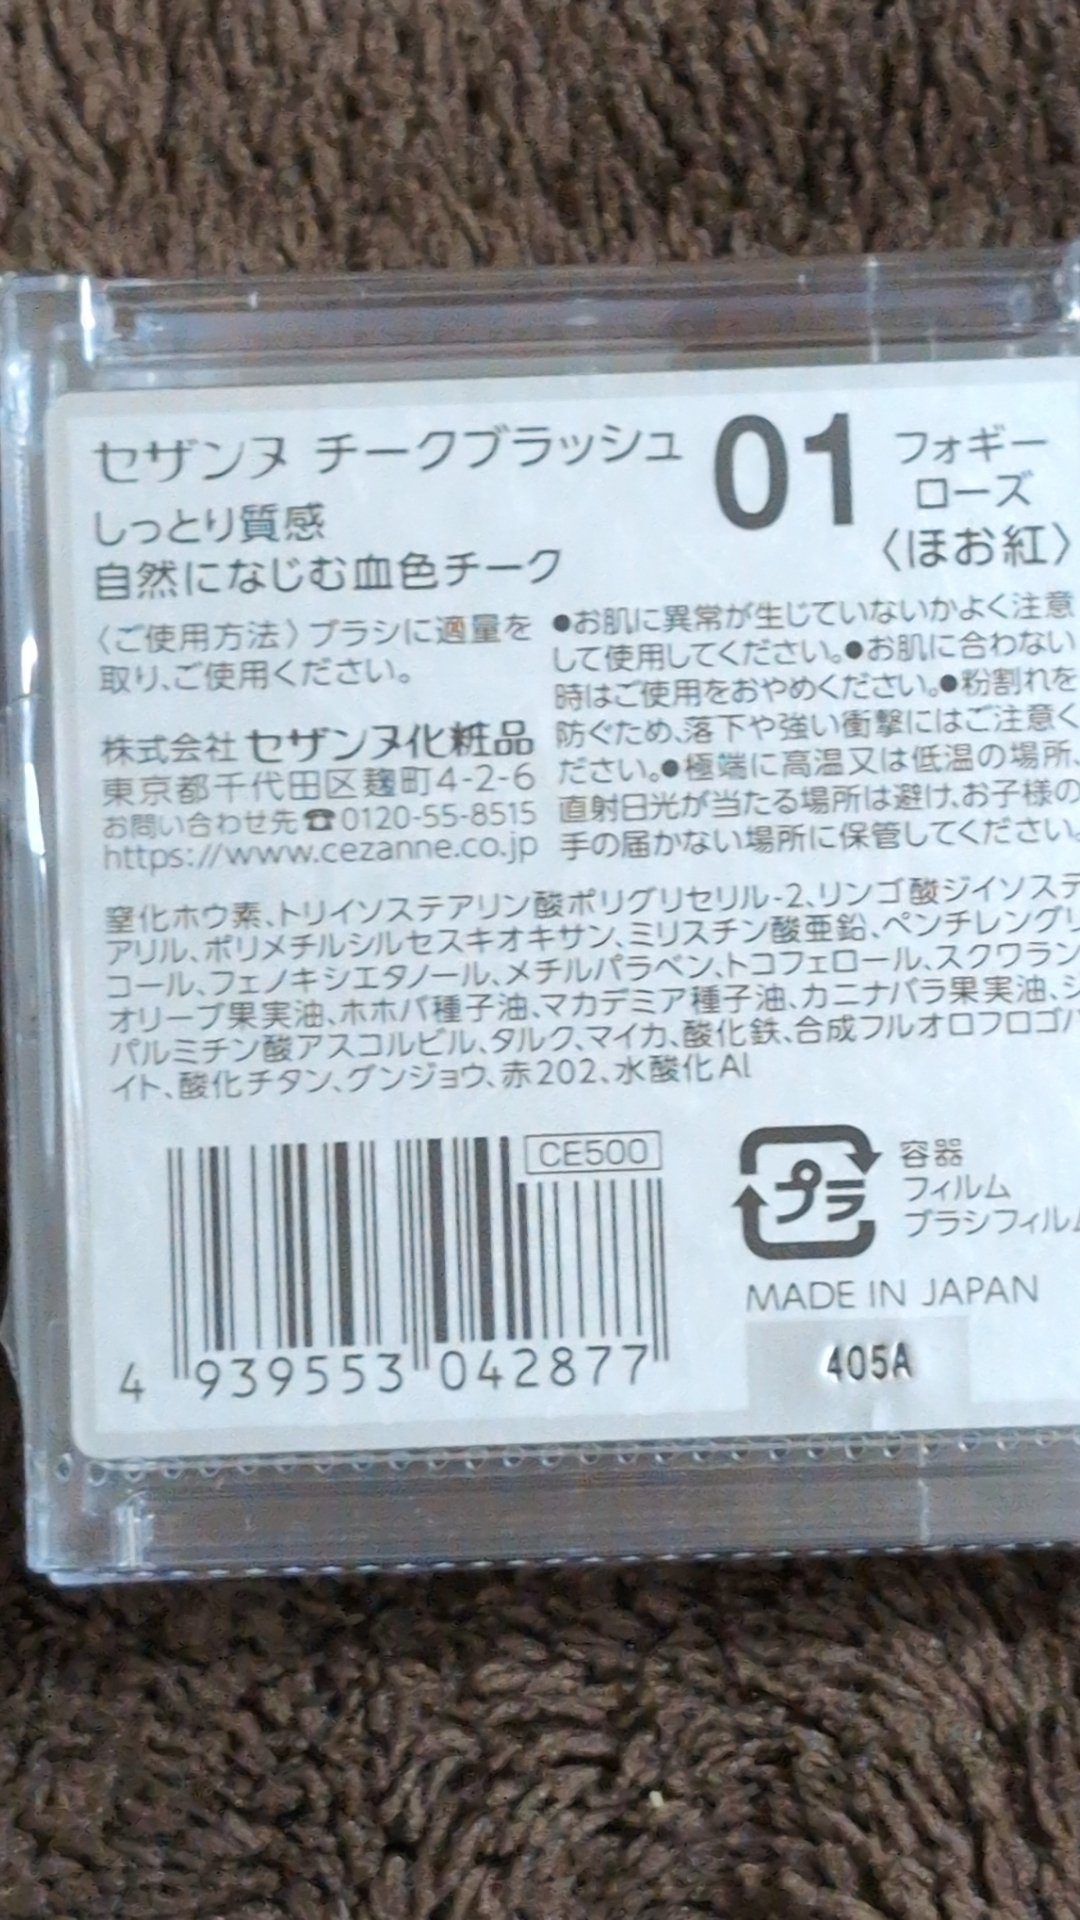 セザンヌ チークブラッシュ
01 フォギー
ローズ
〈ほお紅〉
しっとり質感
自然になじむ血色チーク
〈ご使用方法〉ブラシに適量を
取り、ご使用ください。
株式会社 セザンヌ化粧品
東京都千代田区麹町4-2-6
お問い合わせ先☎0120-55-8515
https://www.cezanne.co.jp
●お肌に異常が生じていないかよく注意
して使用してください。●お肌に合わない
時はご使用をおやめください。●粉割れを
防ぐため、落下や強い衝撃にはご注意く
ださい。●極端に高温又は低温の場所、
直射日光が当たる場所は避け、お子様の
手の届かない場所に保管してください。
窒化ホウ素、トリイソステアリン酸ポリグリセリル-2、リンゴ酸ジイソステ
アリル、ポリメチルシルセスキオキサン、ミリスチン酸亜鉛、ペンチレングリ
コール、フェノキシエタノール、メチルパラベン、トコフェロール、スクワラン
オリーブ果実油、ホホバ種子油、マカデミア種子油、カニナバラ果実油、ジ
パルミチン酸アスコルビル、タルク、マイカ、酸化鉄、合成フルオロフロゴパ
イト、酸化チタン、グンジョウ、赤202、水酸化Al
CE500
4 939553 042877
プラ
容器
フィルム
ブラシフィルム
MADE IN JAPAN
405A